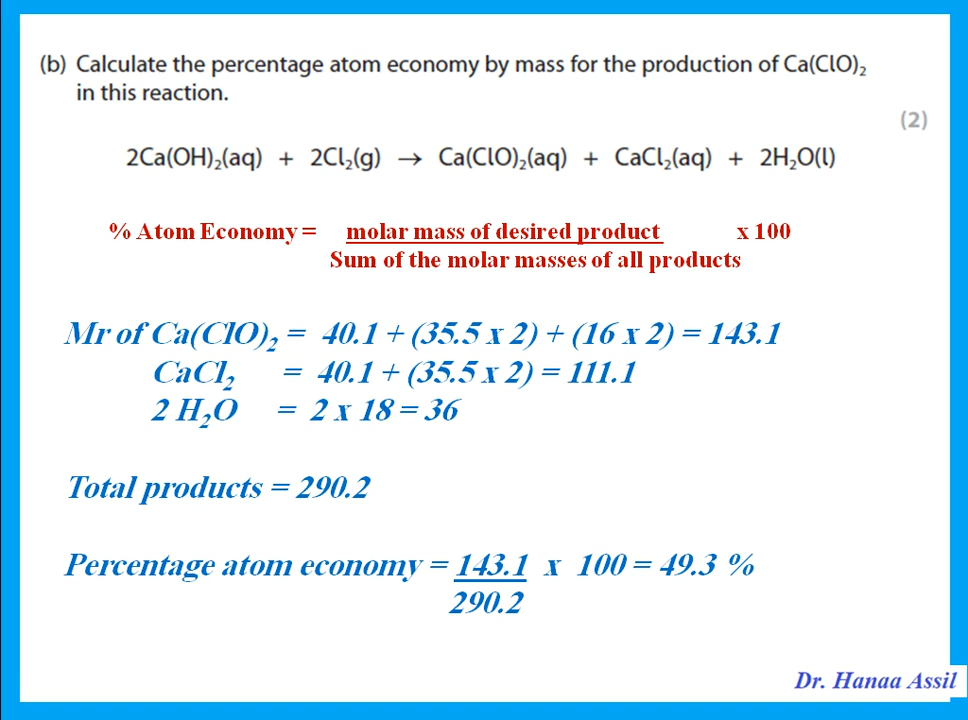 (b) Calculate the percentage atom economy by mass for the production of Ca(ClO)₂
in this reaction.
(2)
2Ca(OH)₂(aq) + 2Cl₂(g) → Ca(ClO)₂(aq) + CaCl₂(aq) + 2H₂O(l)
% Atom Economy = molar mass of desired product x 100
Sum of the molar masses of all products
Mr of Ca(ClO)₂ = 40.1 + (35.5 x 2) + (16 x 2) = 143.1
CaCl₂ = 40.1 + (35.5 x 2) = 111.1
2 H₂O = 2 x 18 = 36
Total products = 290.2
Percentage atom economy = 143.1 x 100 = 49.3 %
290.2
Dr. Hanaa Assil